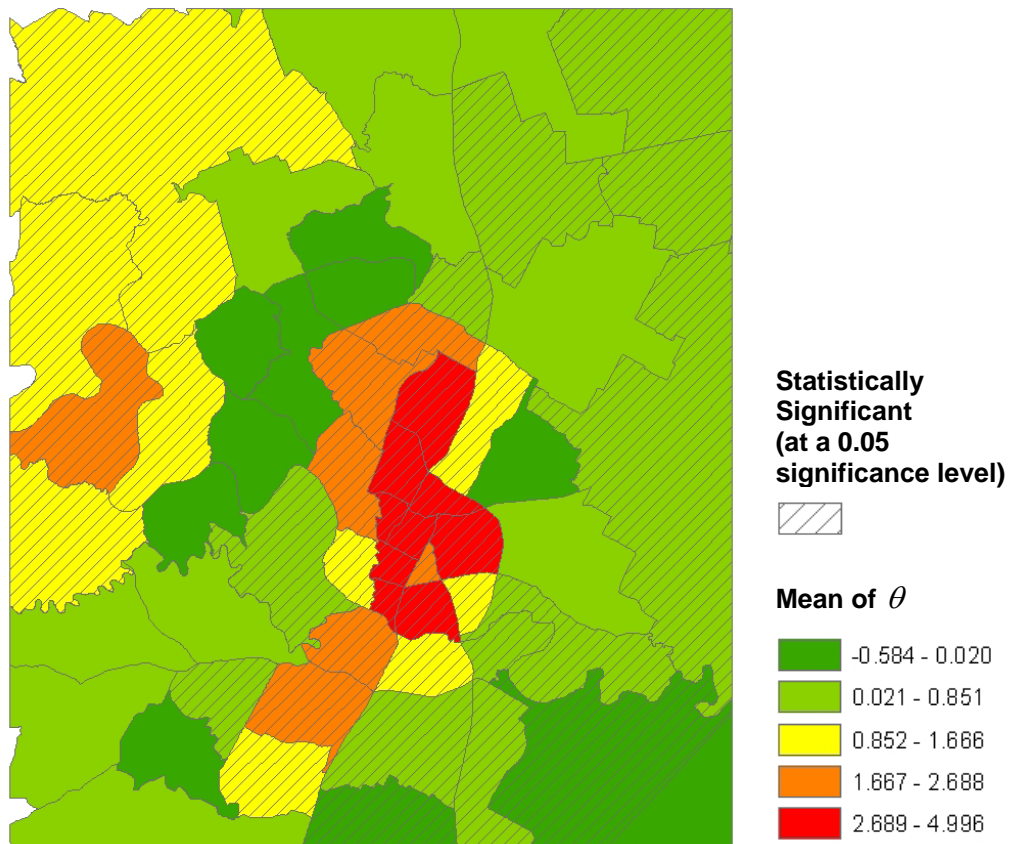 Statistically
Significant
(at a 0.05
significance level)
Mean of θ
-0.584 - 0.020
0.021 - 0.851
0.852 - 1.666
1.667 - 2.688
2.689 - 4.996